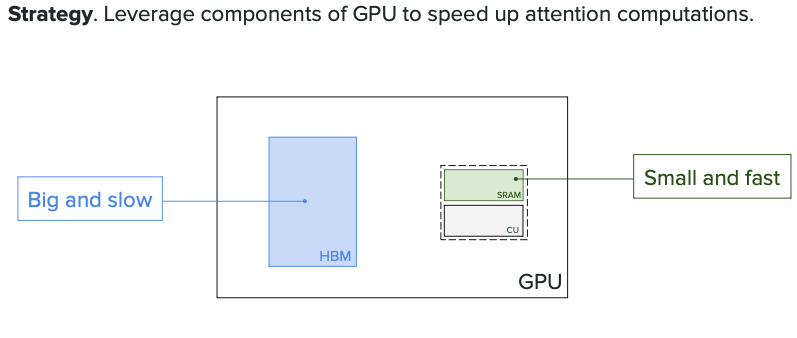 Strategy. Leverage components of GPU to speed up attention computations.
Big and slow
HBM
SRAM
CU
Small and fast
GPU